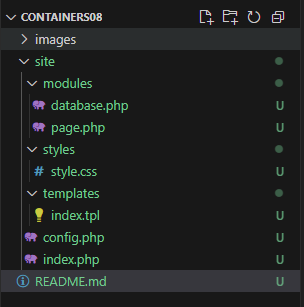 CONTAINERS08
images
site
modules
database.php U
page.php U
styles
# style.css U
templates
index.tpl U
config.php U
index.php U
README.md U